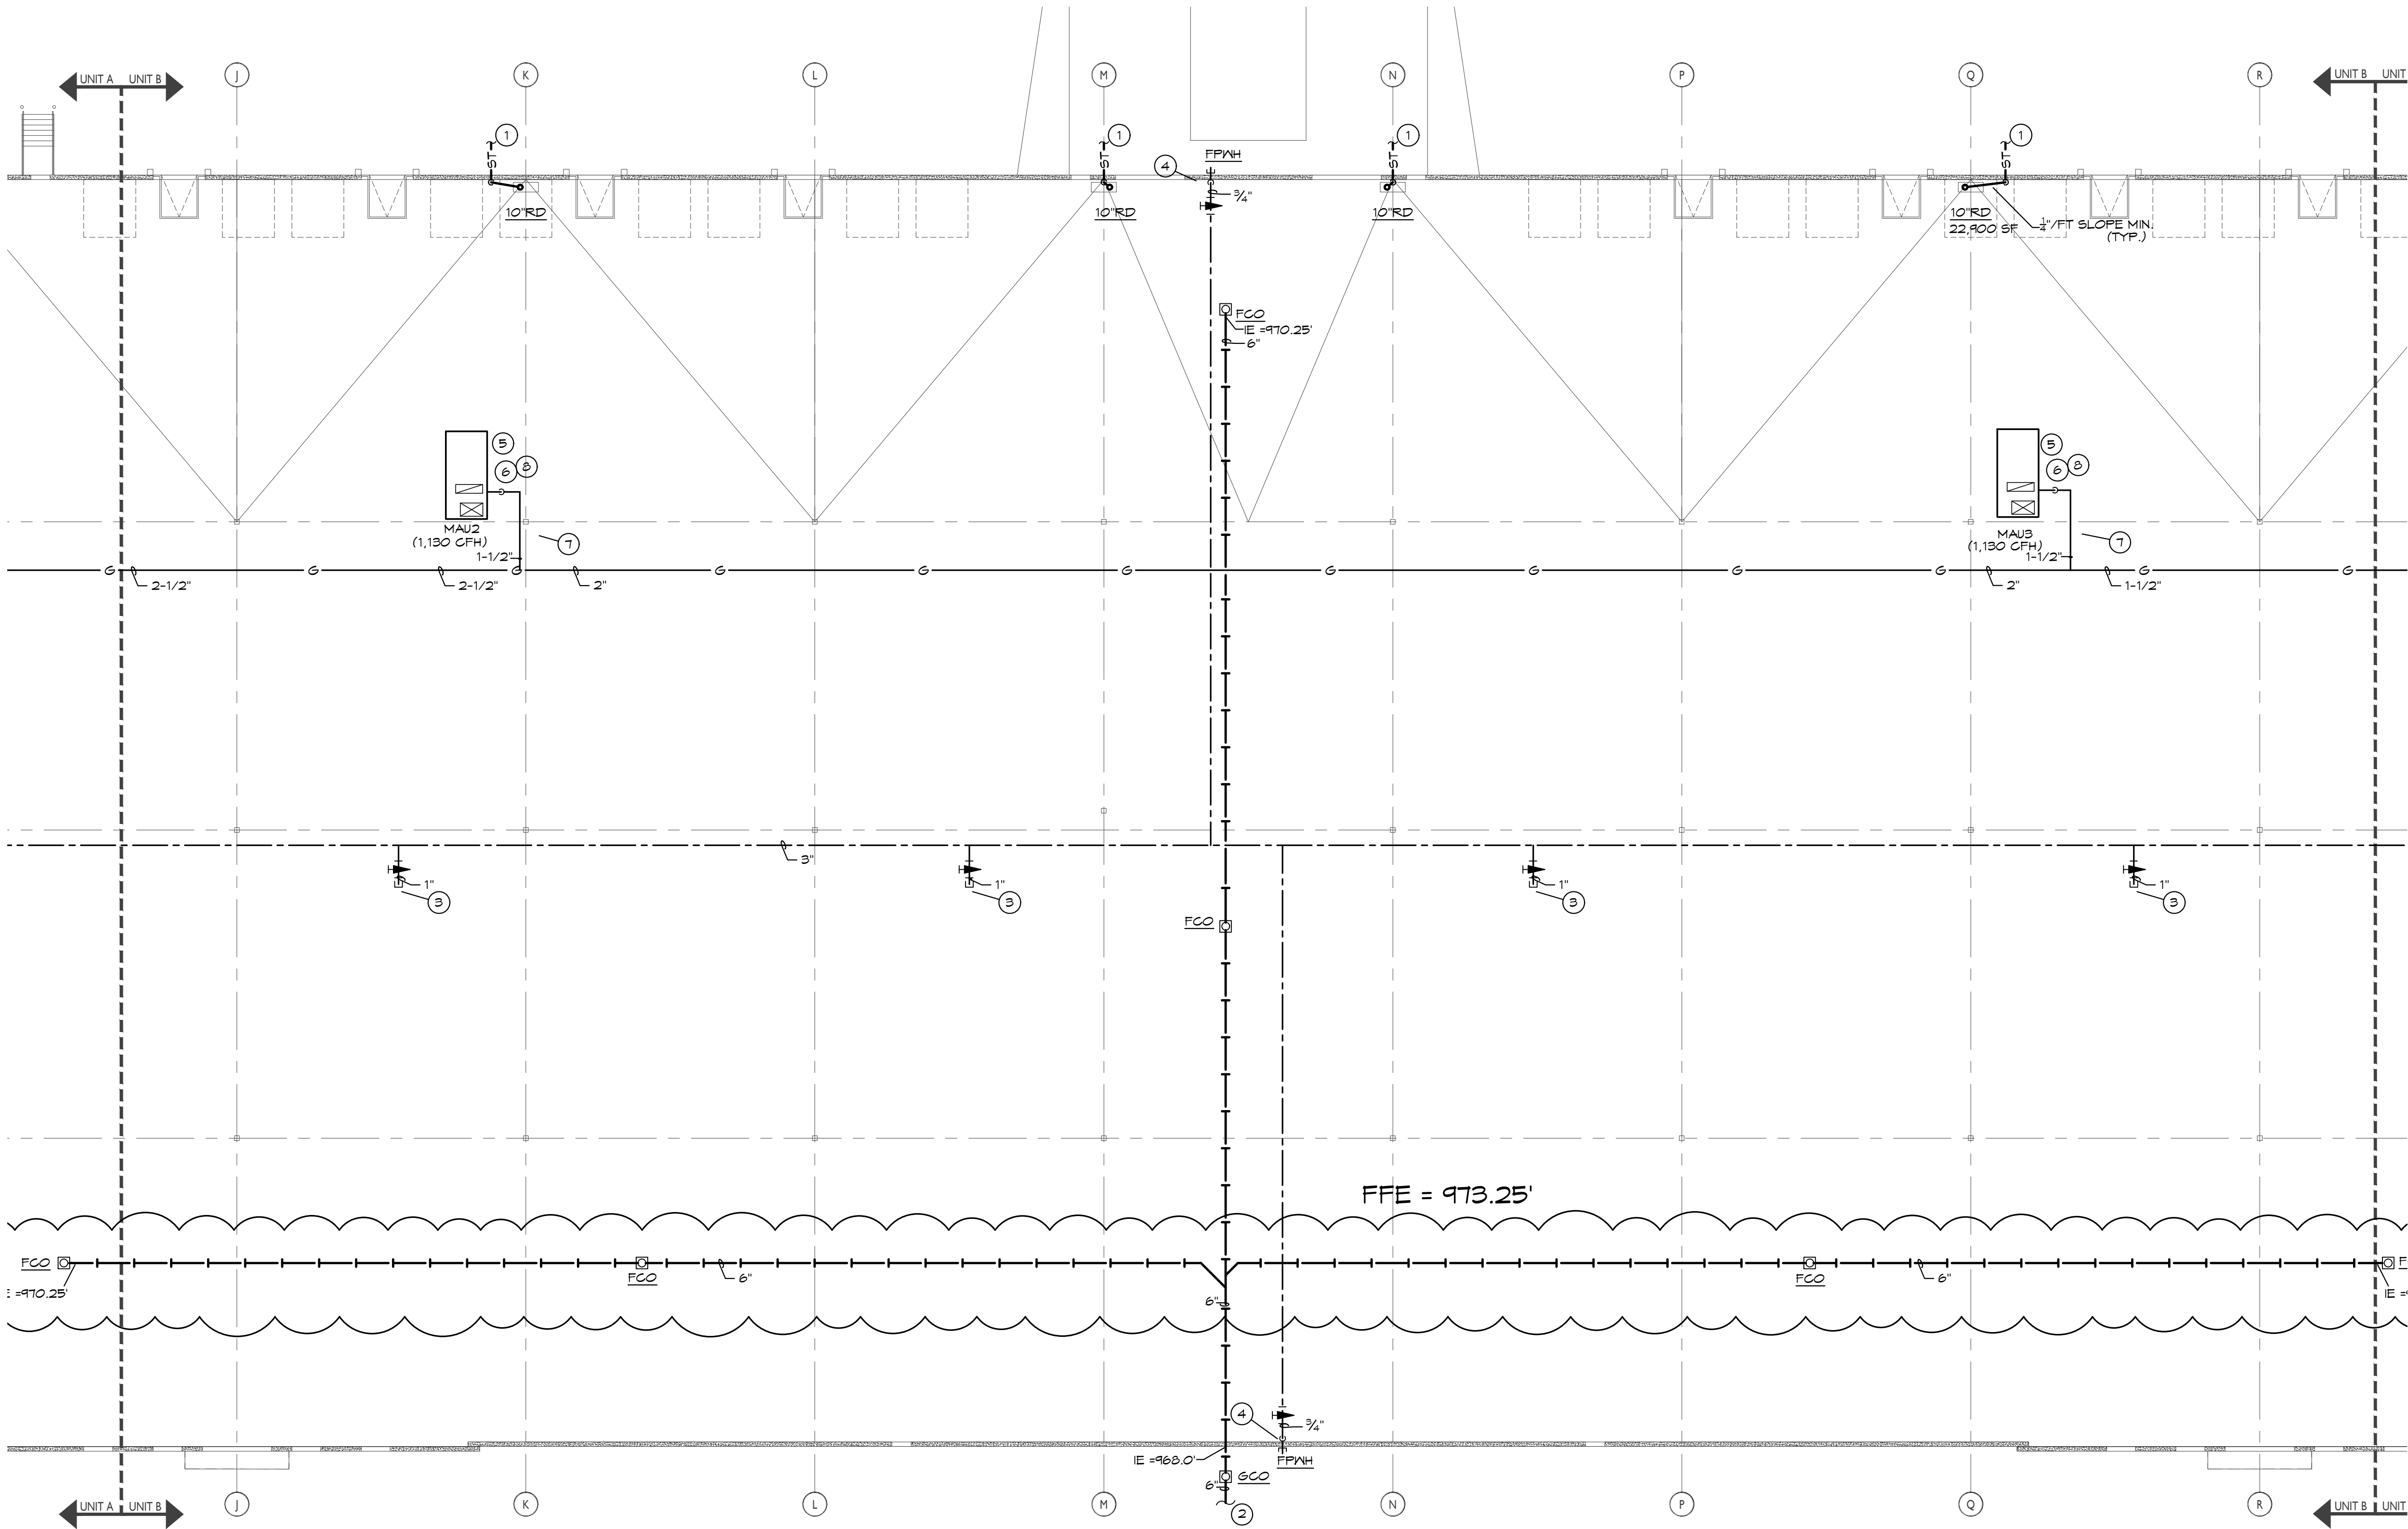 J
K
L
M
N
P
Q
R
UNIT A UNIT B
UNIT B UNIT
1
1
1
1
ST
ST
ST
ST
4
FPWH
3/4"
10"RD
10"RD
10"RD
10"RD
22,900 SF
1/4"/FT SLOPE MIN.
(TYP.)
FCO
IE =970.25'
6"
5
6
8
MAU2
(1,130 CFH)
1-1/2"
7
5
6
8
MAU3
(1,130 CFH)
1-1/2"
7
G G G G G G G G G G G G
2-1/2"
2-1/2"
2"
2"
1-1/2"
3"
1"
3
1"
3
1"
3
1"
3
FCO
FFE = 973.25'
FCO
=970.25'
FCO
6"
6"
FCO
6"
IE =
4
3/4"
IE =968.0'
FPWH
GCO
6"
2
UNIT A UNIT B
UNIT B UNIT
J
K
L
M
N
P
Q
R